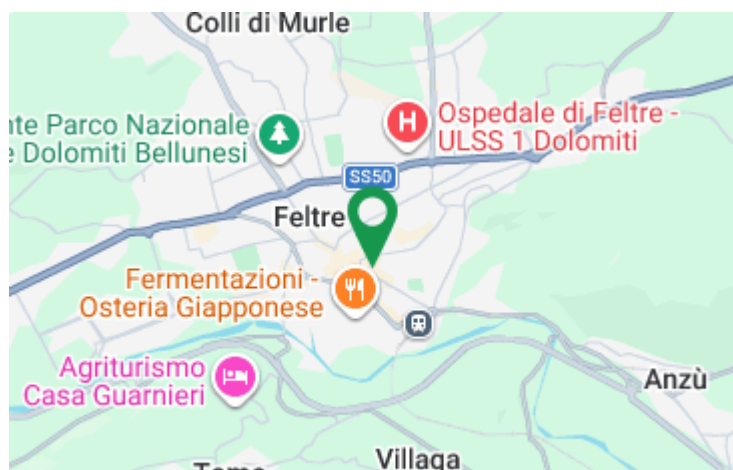 Colli di Murle
nte Parco Nazionale
e Dolomiti Bellunesi
H
Ospedale di Feltre -
ULSS 1 Dolomiti
SS50
Feltre
Fermentazioni -
Osteria Giapponese
Agriturismo
Casa Guarnieri
Anzù
Villaga